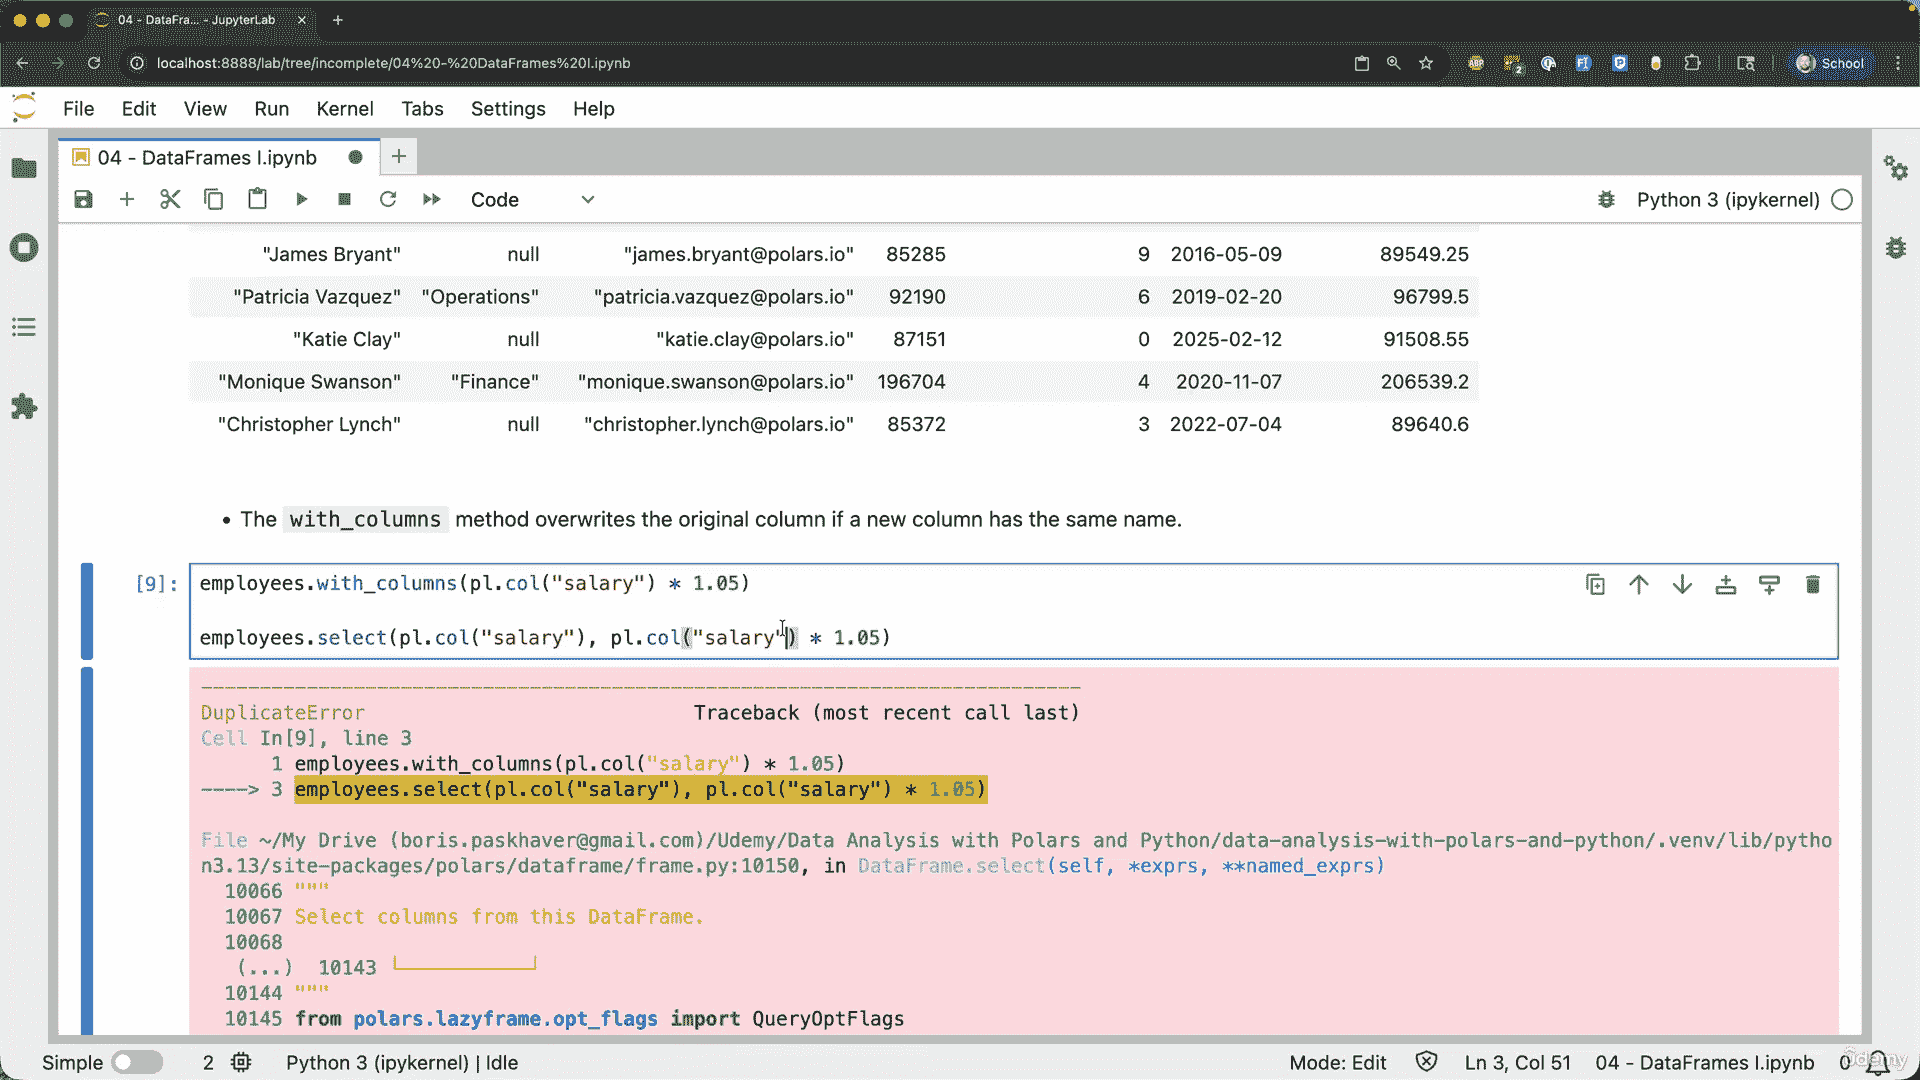 04 - DataFra... - JupyterLab
localhost:8888/lab/tree/incomplete/04%20-%20DataFrames%20I.ipynb
ABP
2
School
File Edit View Run Kernel Tabs Settings Help
04 - DataFrames I.ipynb
Code
Python 3 (ipykernel)
"James Bryant" null "james.bryant@polars.io" 85285 9 2016-05-09 89549.25
"Patricia Vazquez" "Operations" "patricia.vazquez@polars.io" 92190 6 2019-02-20 96799.5
"Katie Clay" null "katie.clay@polars.io" 87151 0 2025-02-12 91508.55
"Monique Swanson" "Finance" "monique.swanson@polars.io" 196704 4 2020-11-07 206539.2
"Christopher Lynch" null "christopher.lynch@polars.io" 85372 3 2022-07-04 89640.6
• The with_columns method overwrites the original column if a new column has the same name.
[9]: employees.with_columns(pl.col("salary") * 1.05)
employees.select(pl.col("salary"), pl.col("salary") * 1.05)
---------------------------------------------------------------------------
DuplicateError Traceback (most recent call last)
Cell In[9], line 3
1 employees.with_columns(pl.col("salary") * 1.05)
----> 3 employees.select(pl.col("salary"), pl.col("salary") * 1.05)
File ~/My Drive (boris.paskhaver@gmail.com)/Udemy/Data Analysis with Polars and Python/data-analysis-with-polars-and-python/.venv/lib/pytho
n3.13/site-packages/polars/dataframe/frame.py:10150, in DataFrame.select(self, *exprs, **named_exprs)
10066 """
10067 Select columns from this DataFrame.
10068
(...) 10143 └────────────┘
10144 """
10145 from polars.lazyframe.opt_flags import QueryOptFlags
Simple 2 Python 3 (ipykernel) | Idle Mode: Edit Ln 3, Col 51 04 - DataFrames I.ipynb 0
Udemy